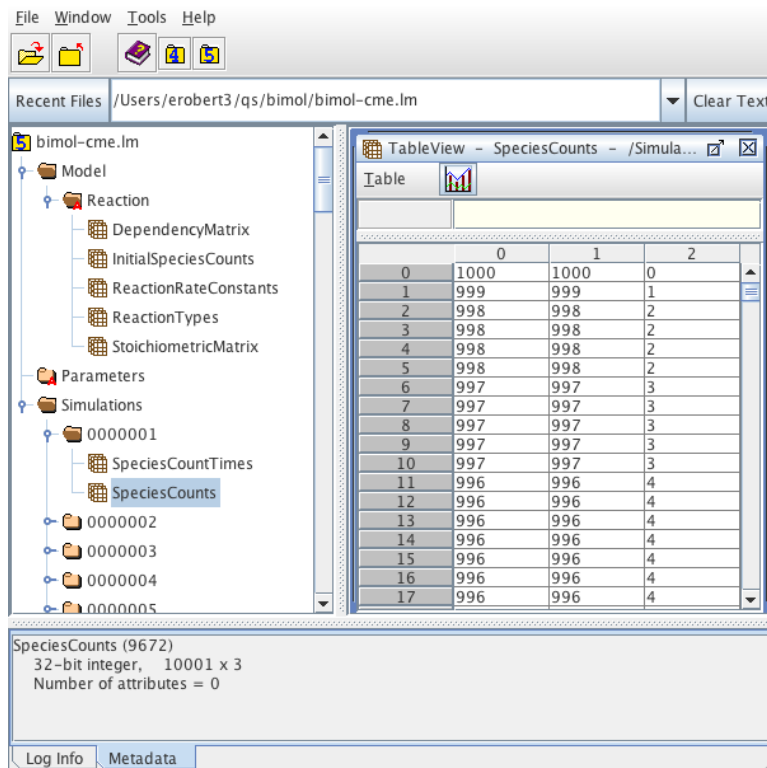 File Window Tools Help
4 5
Recent Files /Users/erobert3/qs/bimol/bimol-cme.lm Clear Text
5 bimol-cme.lm
Model
Reaction
DependencyMatrix
InitialSpeciesCounts
ReactionRateConstants
ReactionTypes
StoichiometricMatrix
Parameters
Simulations
0000001
SpeciesCountTimes
SpeciesCounts
0000002
0000003
0000004
0000005
TableView - SpeciesCounts - /Simula...
Table
0 1 2
0 1000 1000 0
1 999 999 1
2 998 998 2
3 998 998 2
4 998 998 2
5 998 998 2
6 997 997 3
7 997 997 3
8 997 997 3
9 997 997 3
10 997 997 3
11 996 996 4
12 996 996 4
13 996 996 4
14 996 996 4
15 996 996 4
16 996 996 4
17 996 996 4
SpeciesCounts (9672)
32-bit integer, 10001 x 3
Number of attributes = 0
Log Info Metadata